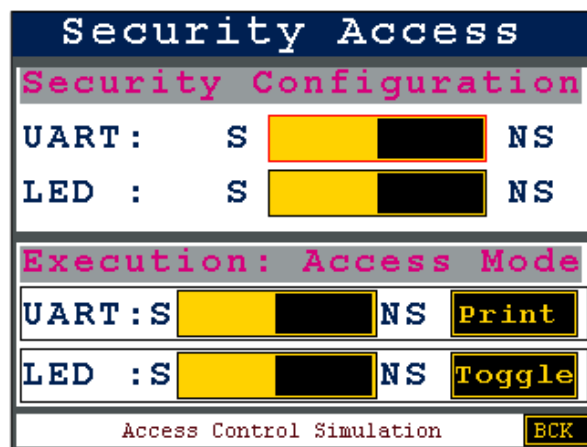 Security Access
Security Configuration
UART: S NS
LED : S NS
Execution: Access Mode
UART:S NS Print
LED :S NS Toggle
Access Control Simulation BCK